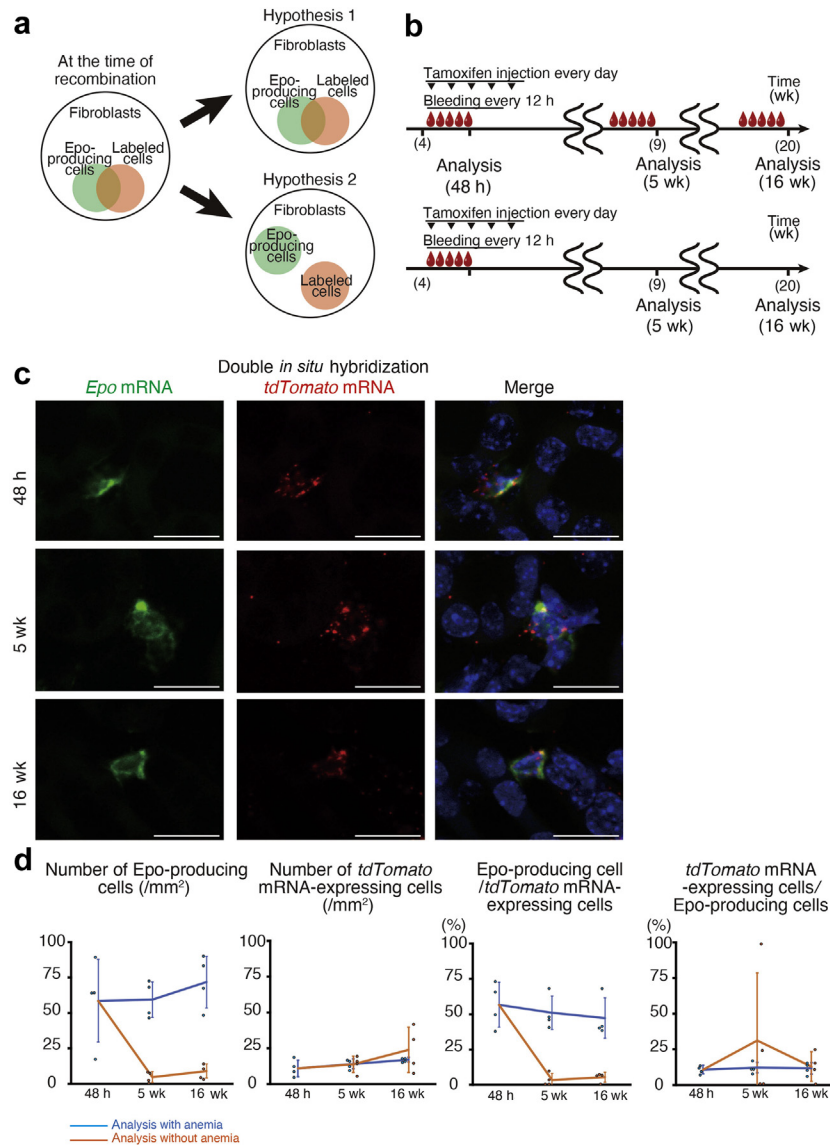 a
At the time of
recombination
Fibroblasts
Epo-
producing
cells
Labeled
cells
Hypothesis 1
Fibroblasts
Epo-
producing
cells
Labeled
cells
Hypothesis 2
Fibroblasts
Epo-
producing
cells
Labeled
cells
b
Tamoxifen injection every day
Bleeding every 12 h
Time
(wk)
(4)
(9)
(20)
Analysis
(48 h)
Analysis
(5 wk)
Analysis
(16 wk)
Tamoxifen injection every day
Bleeding every 12 h
Time
(wk)
(4)
(9)
(20)
Analysis
(5 wk)
Analysis
(16 wk)
c
Double in situ hybridization
Epo mRNA
tdTomato mRNA
Merge
48 h
5 wk
16 wk
d
Number of Epo-producing
cells (/mm²)
100
75
50
25
0
48 h
5 wk
16 wk
Number of tdTomato
mRNA-expressing cells
(/mm²)
100
75
50
25
0
48 h
5 wk
16 wk
Epo-producing cell
/tdTomato mRNA-
expressing cells
(%)
100
75
50
25
0
48 h
5 wk
16 wk
tdTomato mRNA
-expressing cells/
Epo-producing cells
(%)
100
75
50
25
0
48 h
5 wk
16 wk
Analysis with anemia
Analysis without anemia